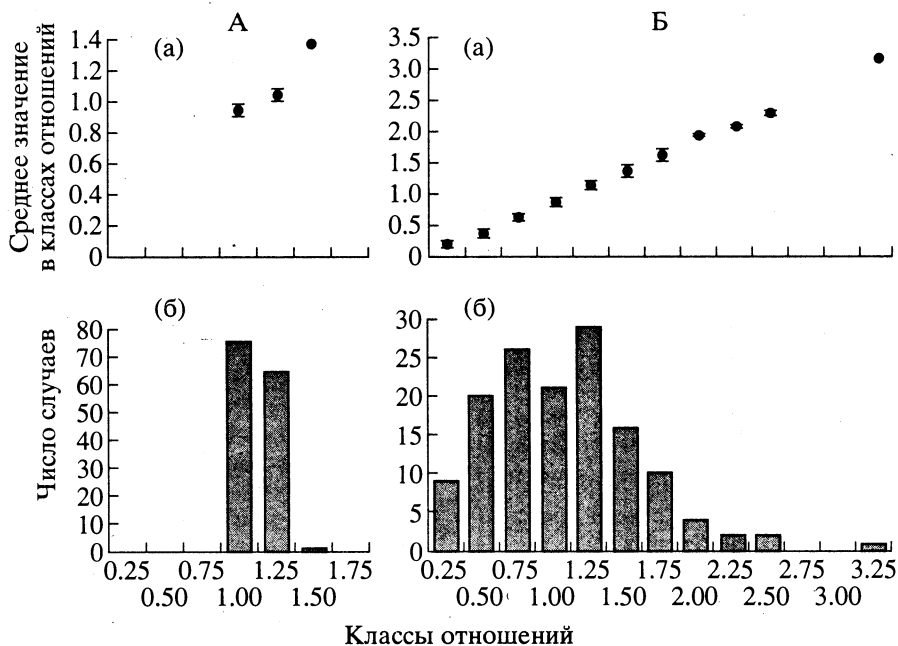 А
Б
Среднее значение
в классах отношений
(а)
1.4
1.2
1.0
0.8
0.6
0.4
0.2
0
(а)
3.5
3.0
2.5
2.0
1.5
1.0
0.5
0
Число случаев
(б)
80
70
60
50
40
30
20
10
0
0.25 0.75 1.25 1.75
0.50 1.00 1.50
(б)
30
25
20
15
10
5
0
0.25 0.75 1.25 1.75 2.25 2.75 3.25
0.50 1.00 1.50 2.00 2.50 3.00
Классы отношений